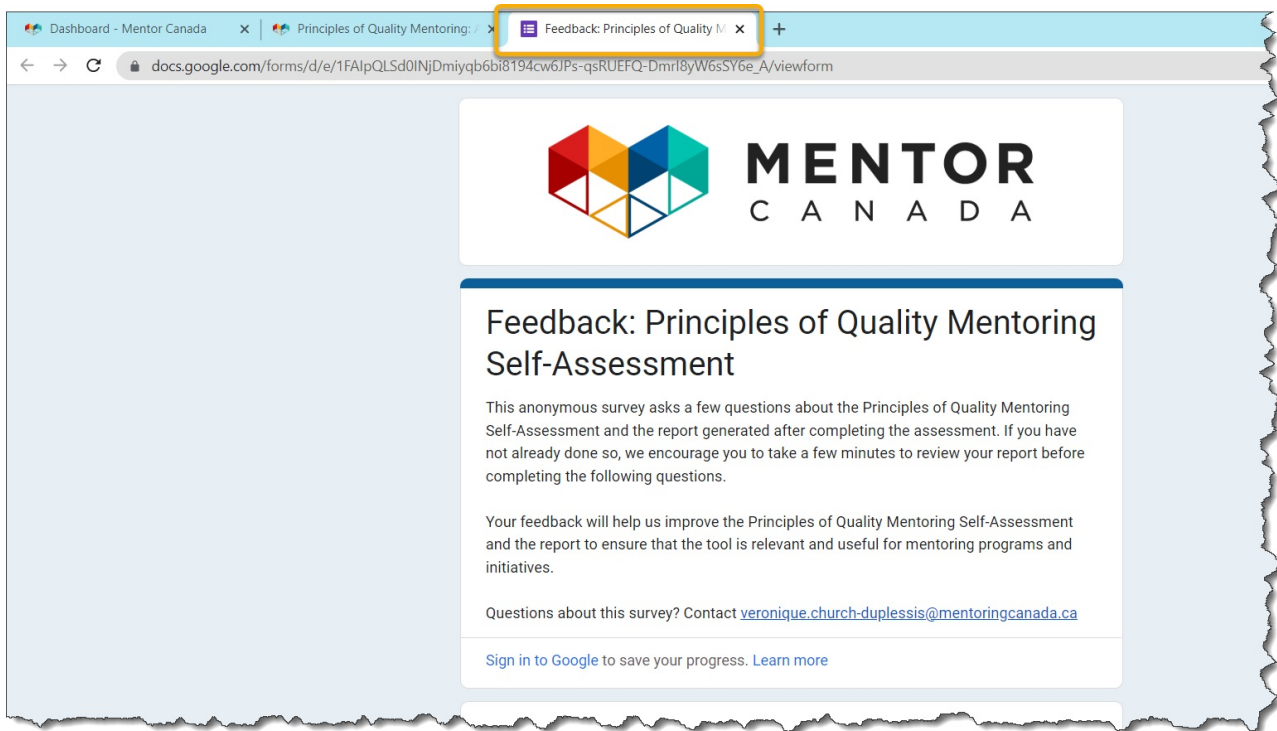 Dashboard - Mentor Canada
Principles of Quality Mentoring: A
Feedback: Principles of Quality M
docs.google.com/forms/d/e/1FAIpQLSd0INjDmiyqb6bi8194cw6JPs-qsRUEFQ-Dmrl8yW6sSY6e_A/viewform
MENTOR
CANADA
Feedback: Principles of Quality Mentoring
Self-Assessment
This anonymous survey asks a few questions about the Principles of Quality Mentoring
Self-Assessment and the report generated after completing the assessment. If you have
not already done so, we encourage you to take a few minutes to review your report before
completing the following questions.
Your feedback will help us improve the Principles of Quality Mentoring Self-Assessment
and the report to ensure that the tool is relevant and useful for mentoring programs and
initiatives.
Questions about this survey? Contact veronique.church-duplessis@mentoringcanada.ca
Sign in to Google to save your progress. Learn more